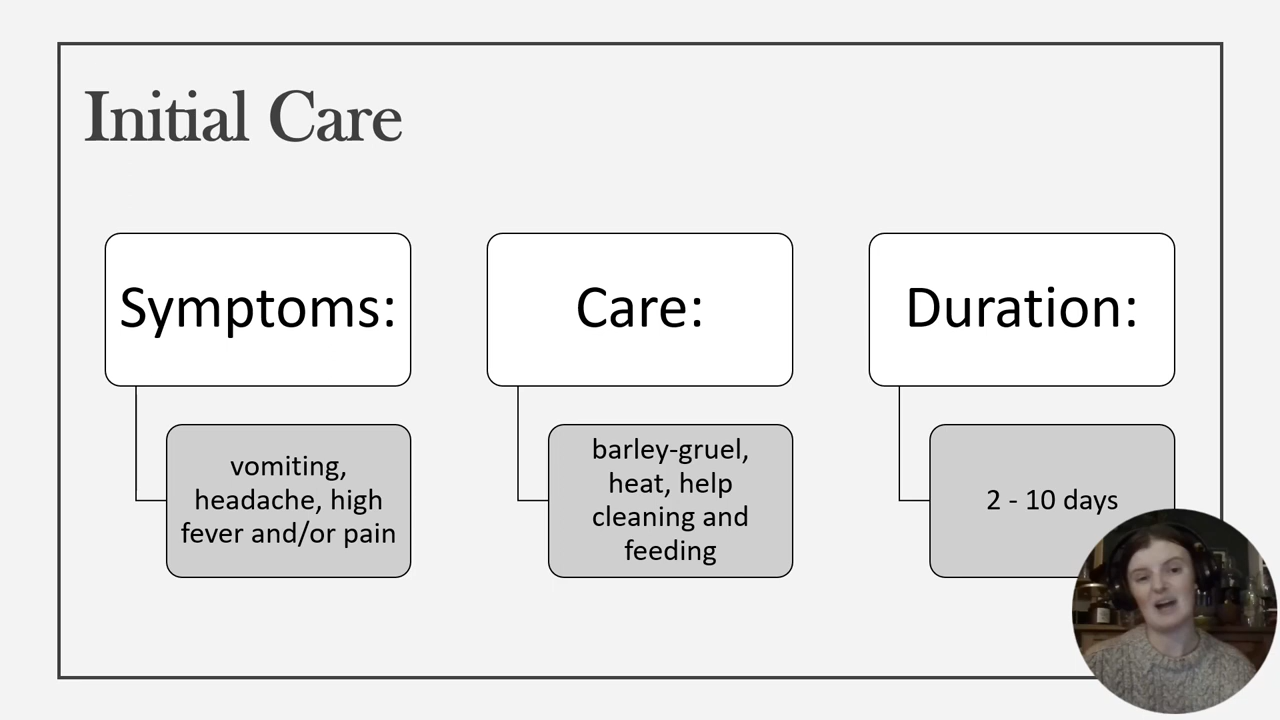 Initial Care
Symptoms:
vomiting,
headache, high
fever and/or pain
Care:
barley-gruel,
heat, help
cleaning and
feeding
Duration:
2 - 10 days